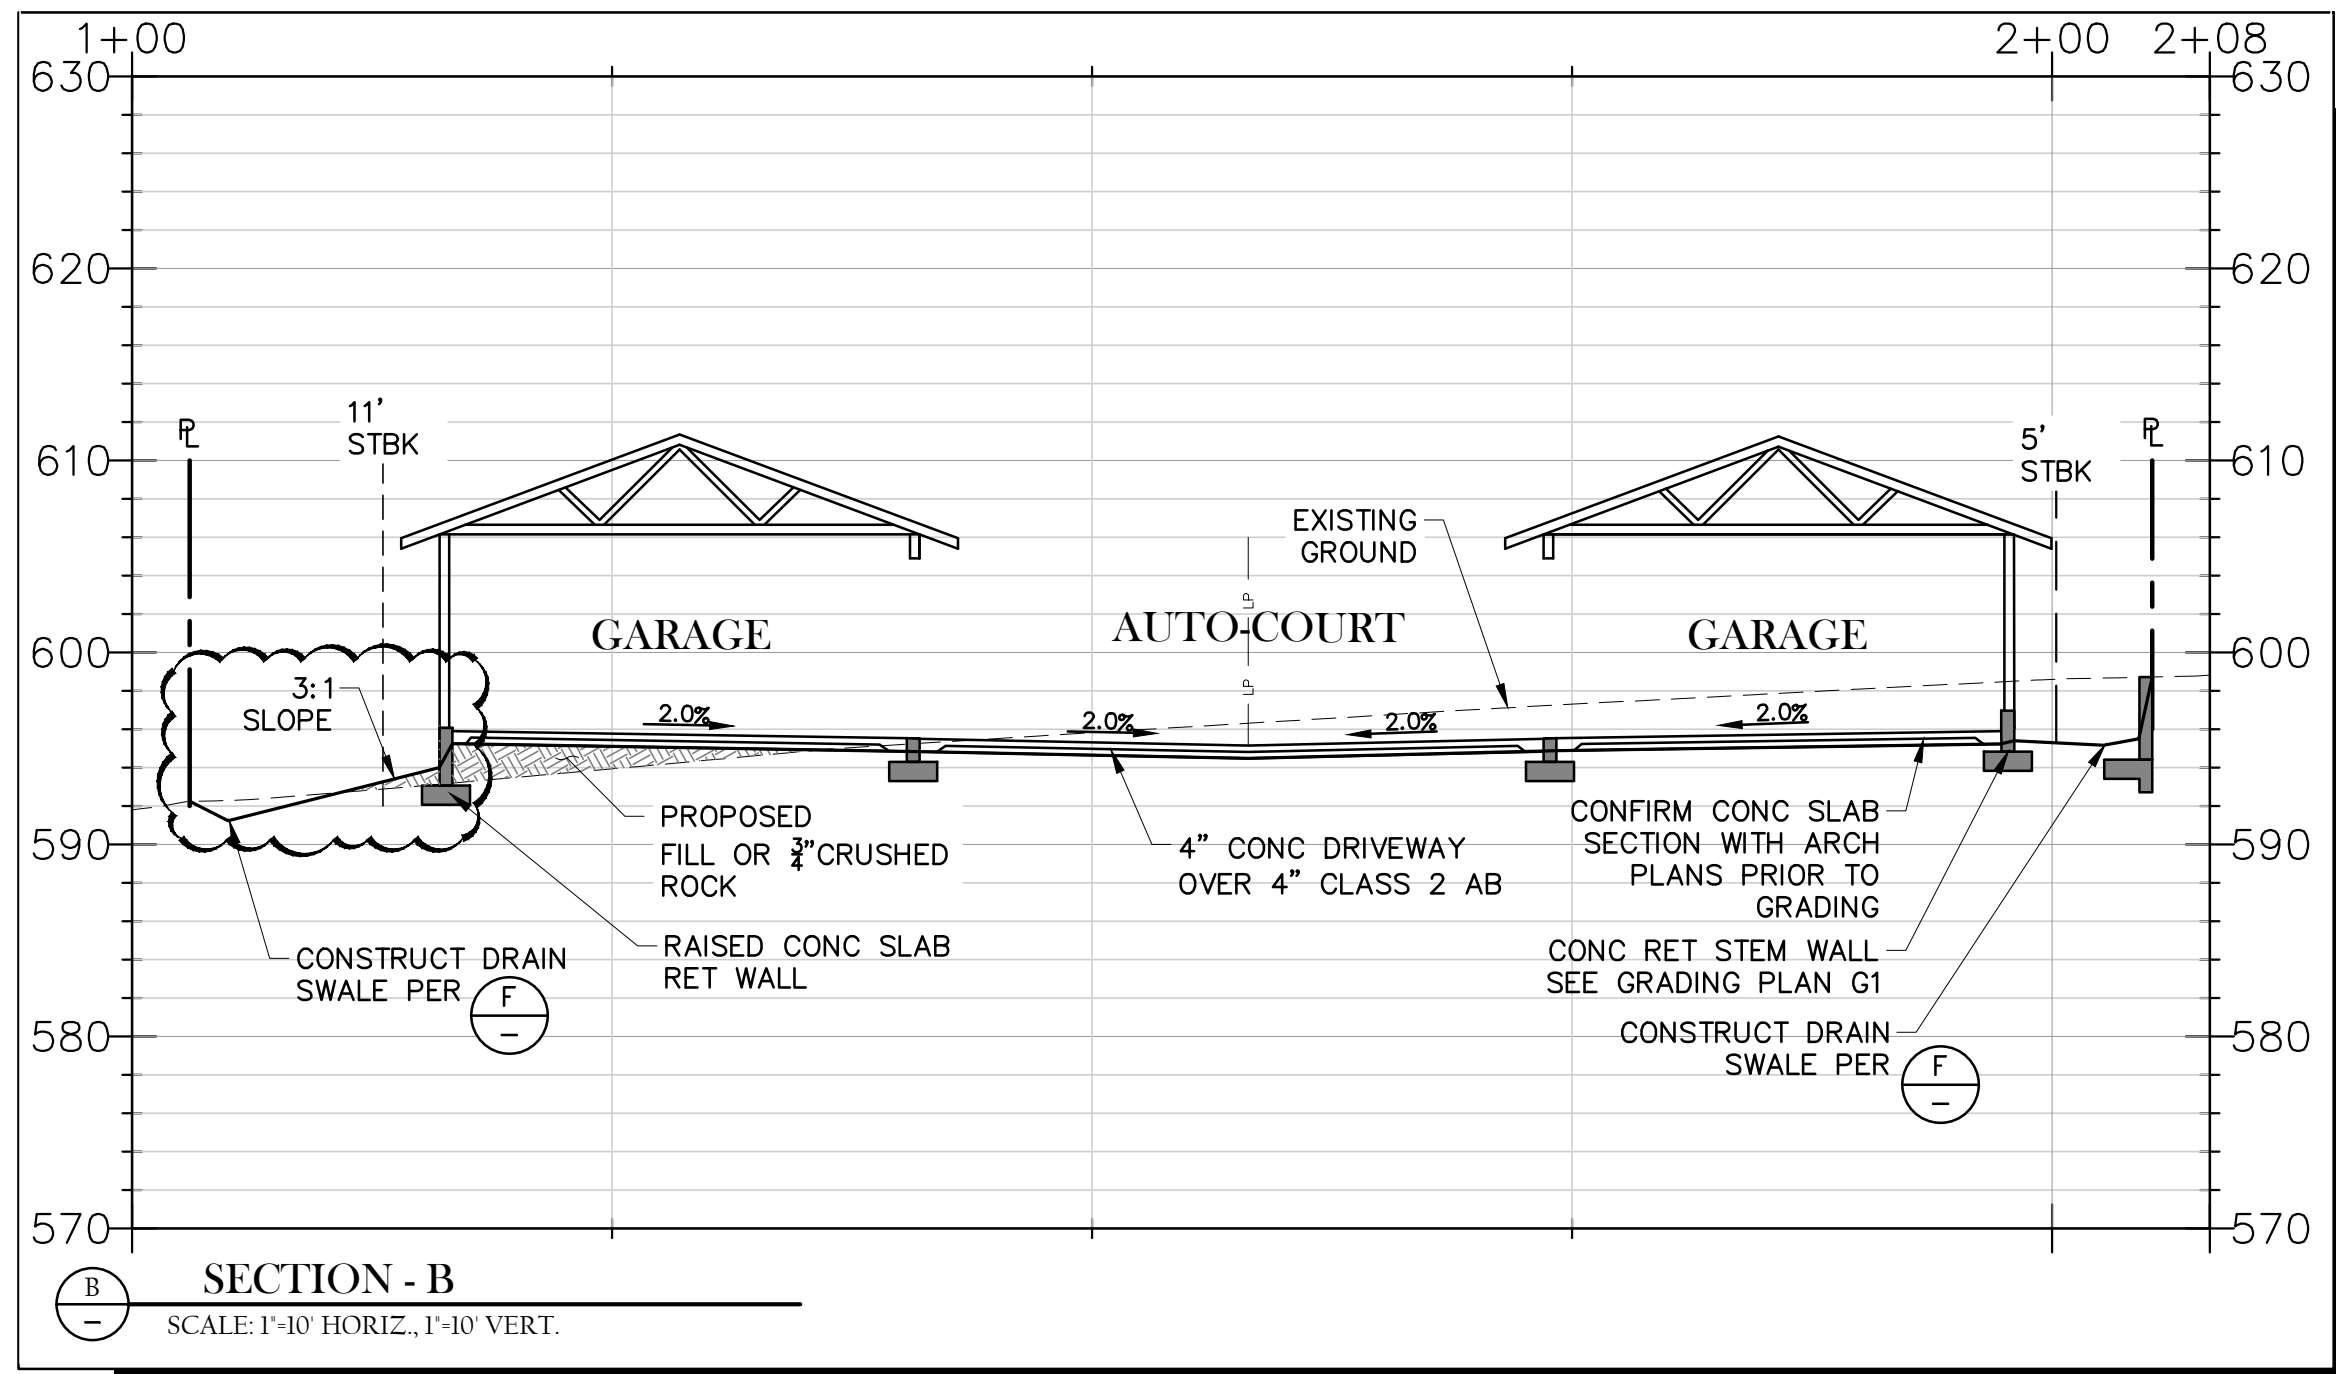 1+00 2+00 2+08
630 630
620 620
11'
STBK
℄
5'
STBK
℄
610 610
EXISTING
GROUND
LP
GARAGE AUTO-COURT GARAGE
600 600
LP
3:1
SLOPE
2.0% 2.0% 2.0% 2.0%
PROPOSED
FILL OR 3/4" CRUSHED
ROCK
4" CONC DRIVEWAY
OVER 4" CLASS 2 AB
CONFIRM CONC SLAB
SECTION WITH ARCH
PLANS PRIOR TO
GRADING
590 590
CONSTRUCT DRAIN
SWALE PER
F
–
RAISED CONC SLAB
RET WALL
CONC RET STEM WALL
SEE GRADING PLAN G1
580 580
CONSTRUCT DRAIN
SWALE PER
F
–
570 570
B
–
SECTION - B
SCALE: 1"=10' HORIZ., 1"=10' VERT.